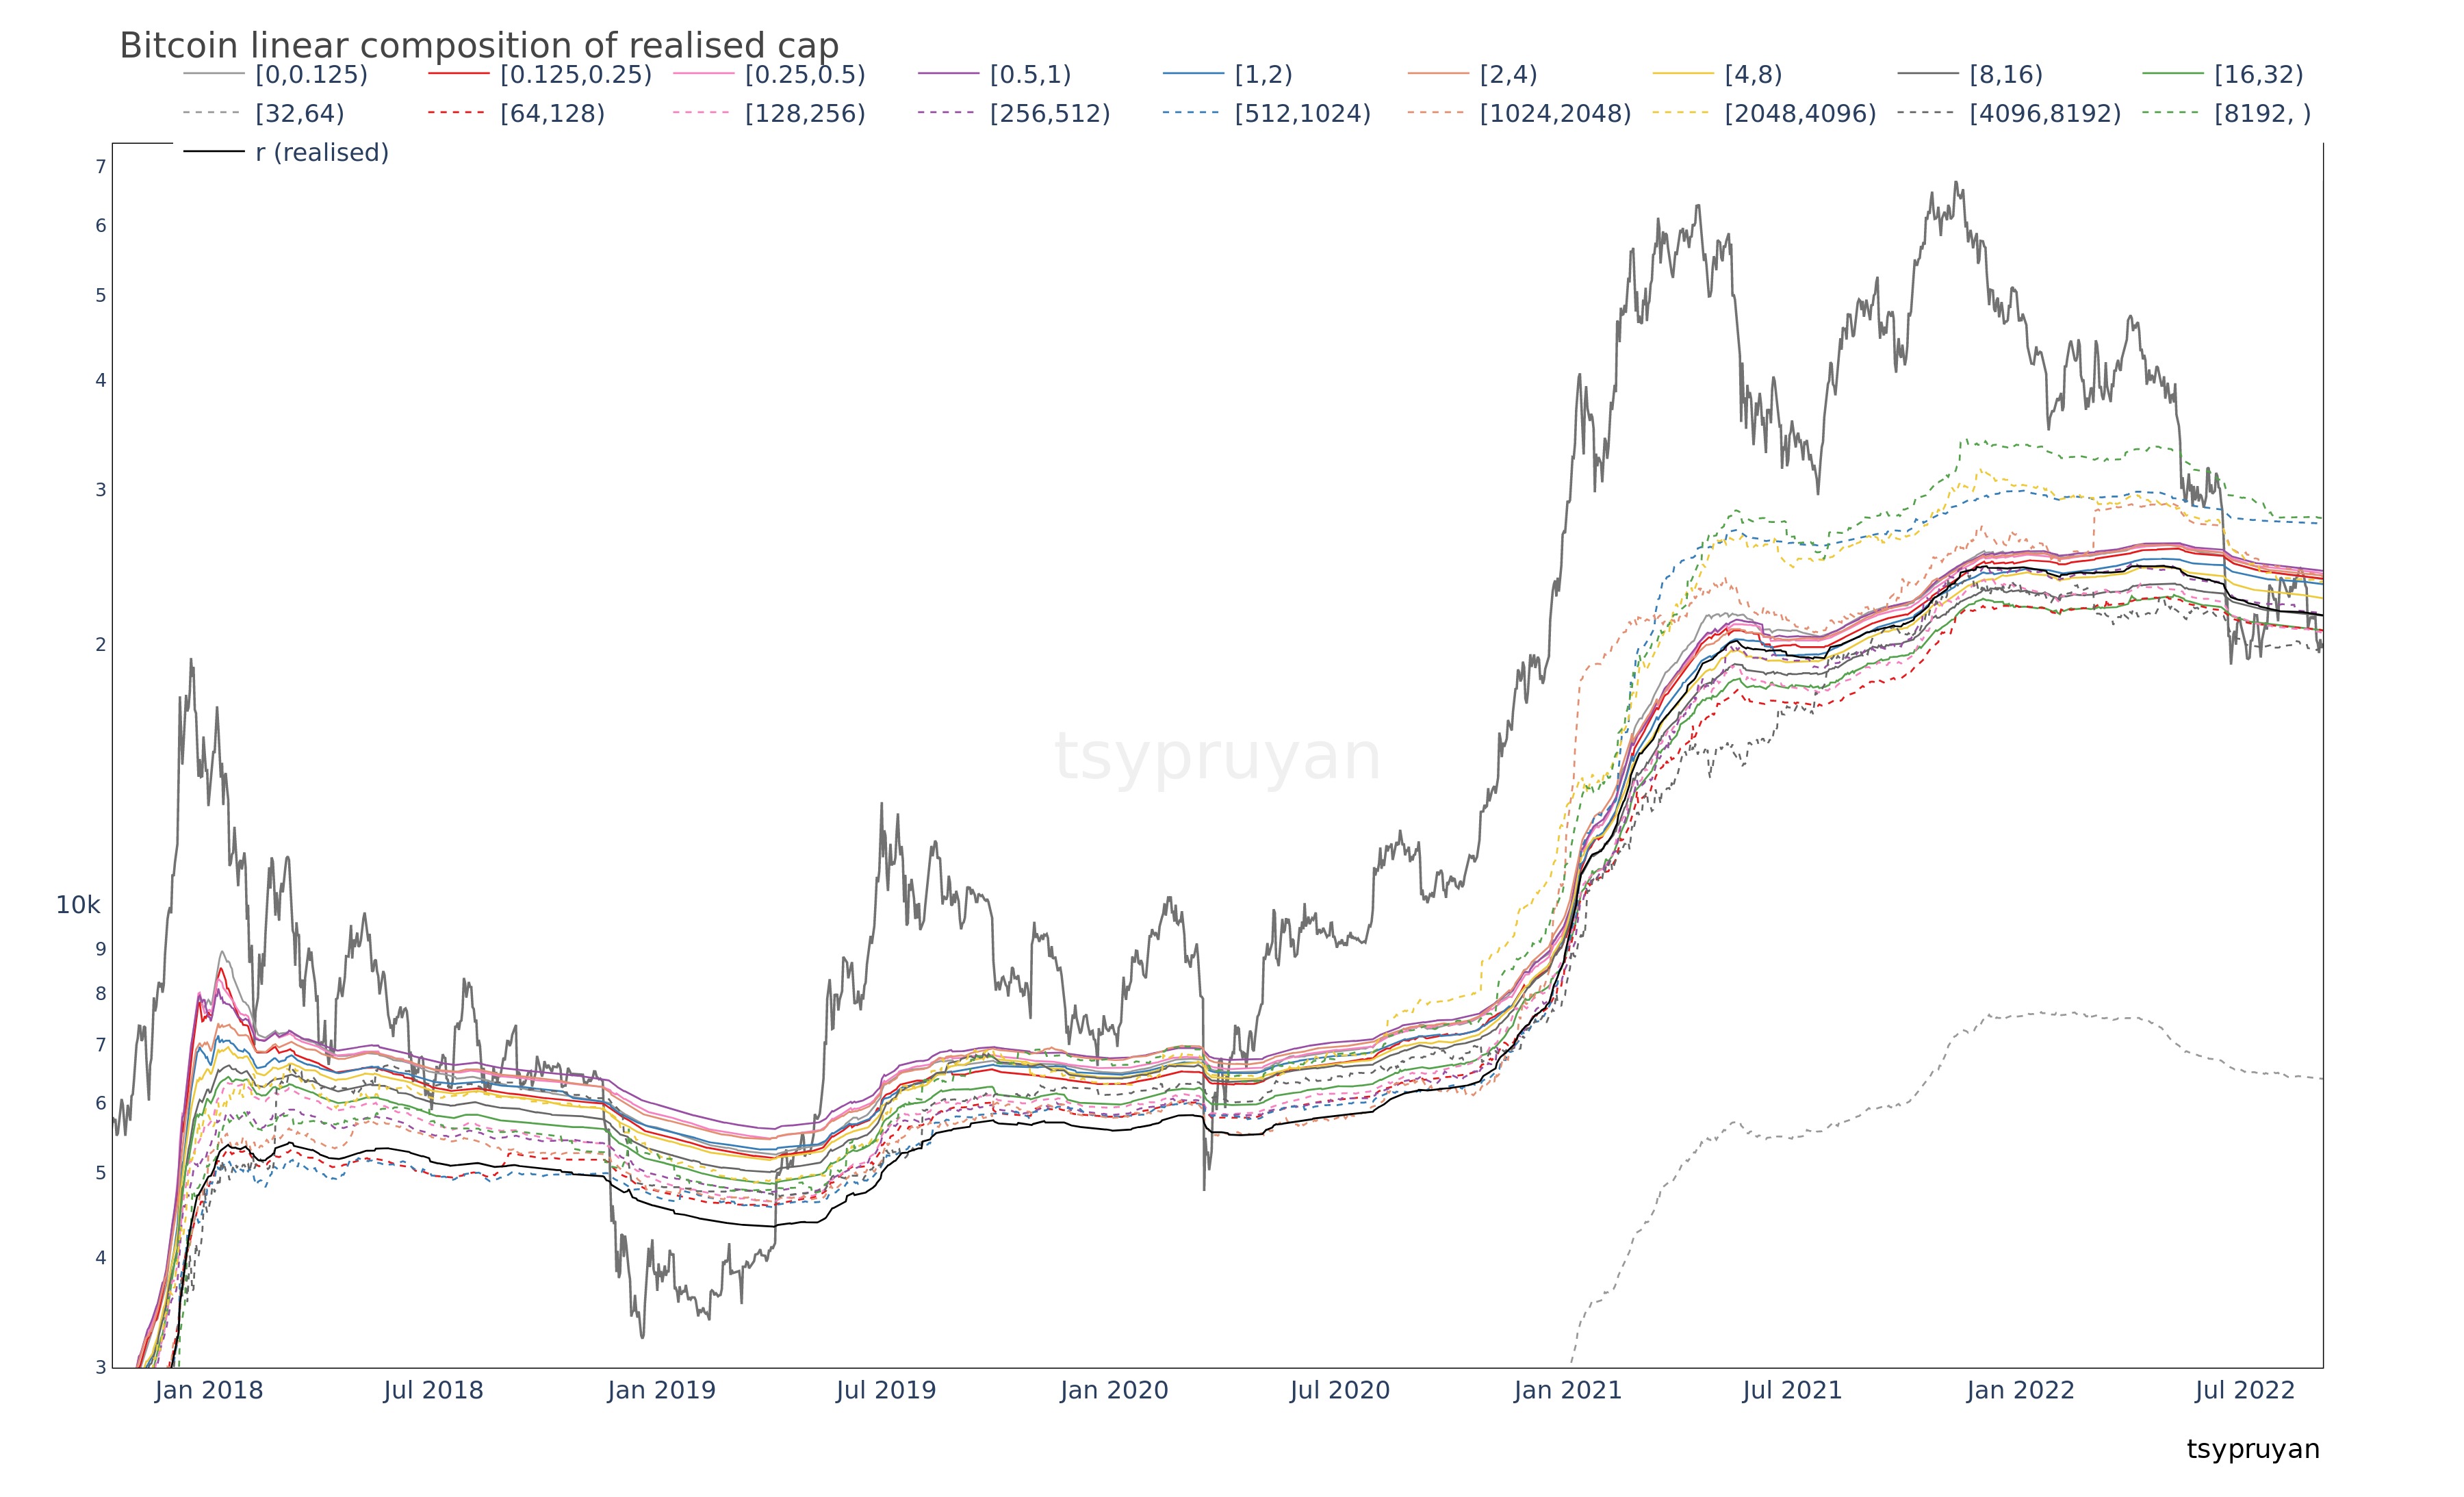 Bitcoin linear composition of realised cap
[0,0.125) [0.125,0.25) [0.25,0.5) [0.5,1) [1,2) [2,4) [4,8) [8,16) [16,32)
[32,64) [64,128) [128,256) [256,512) [512,1024) [1024,2048) [2048,4096) [4096,8192) [8192, )
r (realised)
7
6
5
4
3
2
tsypruyan
10k
9
8
7
6
5
4
3
Jan 2018 Jul 2018 Jan 2019 Jul 2019 Jan 2020 Jul 2020 Jan 2021 Jul 2021 Jan 2022 Jul 2022
tsypruyan